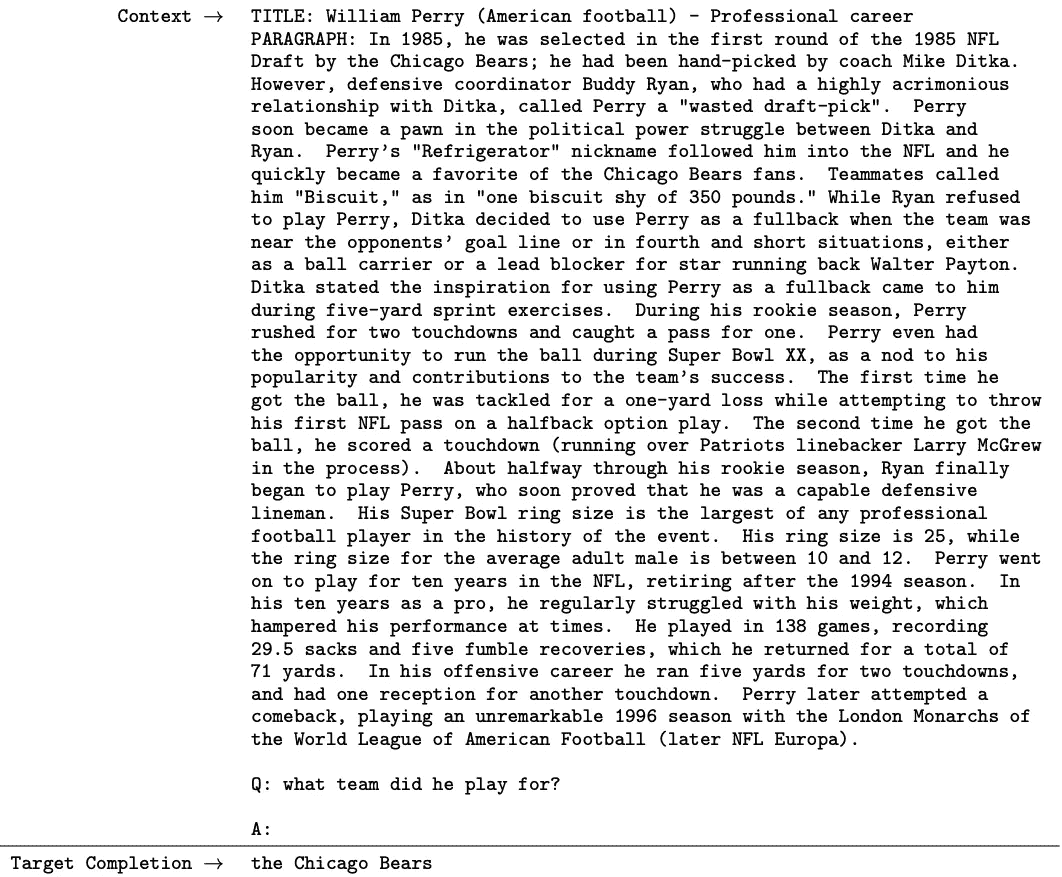 Context → TITLE: William Perry (American football) - Professional career
PARAGRAPH: In 1985, he was selected in the first round of the 1985 NFL
Draft by the Chicago Bears; he had been hand-picked by coach Mike Ditka.
However, defensive coordinator Buddy Ryan, who had a highly acrimonious
relationship with Ditka, called Perry a "wasted draft-pick".  Perry
soon became a pawn in the political power struggle between Ditka and
Ryan.  Perry's "Refrigerator" nickname followed him into the NFL and he
quickly became a favorite of the Chicago Bears fans.  Teammates called
him "Biscuit," as in "one biscuit shy of 350 pounds." While Ryan refused
to play Perry, Ditka decided to use Perry as a fullback when the team was
near the opponents' goal line or in fourth and short situations, either
as a ball carrier or a lead blocker for star running back Walter Payton.
Ditka stated the inspiration for using Perry as a fullback came to him
during five-yard sprint exercises.  During his rookie season, Perry
rushed for two touchdowns and caught a pass for one.  Perry even had
the opportunity to run the ball during Super Bowl XX, as a nod to his
popularity and contributions to the team's success.  The first time he
got the ball, he was tackled for a one-yard loss while attempting to throw
his first NFL pass on a halfback option play.  The second time he got the
ball, he scored a touchdown (running over Patriots linebacker Larry McGrew
in the process).  About halfway through his rookie season, Ryan finally
began to play Perry, who soon proved that he was a capable defensive
lineman.  His Super Bowl ring size is the largest of any professional
football player in the history of the event.  His ring size is 25, while
the ring size for the average adult male is between 10 and 12.  Perry went
on to play for ten years in the NFL, retiring after the 1994 season.  In
his ten years as a pro, he regularly struggled with his weight, which
hampered his performance at times.  He played in 138 games, recording
29.5 sacks and five fumble recoveries, which he returned for a total of
71 yards.  In his offensive career he ran five yards for two touchdowns,
and had one reception for another touchdown.  Perry later attempted a
comeback, playing an unremarkable 1996 season with the London Monarchs of
the World League of American Football (later NFL Europa).
Q: what team did he play for?
A:
Target Completion → the Chicago Bears